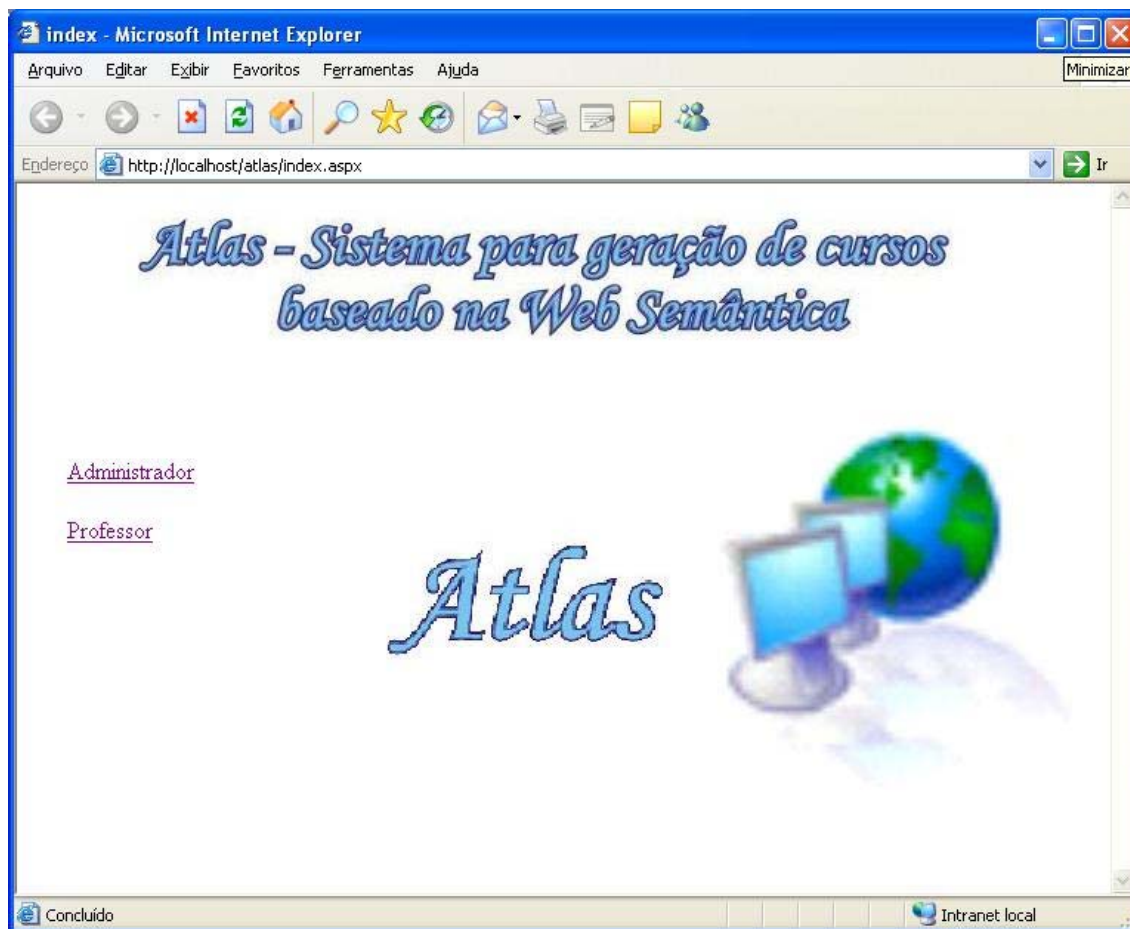 index - Microsoft Internet Explorer
Arquivo Editar Exibir Favoritos Ferramentas Ajuda
Minimizar
Endereço http://localhost/atlas/index.aspx Ir
Atlas - Sistema para geração de cursos
baseado na Web Semântica
Administrador
Professor
Atlas
Concluído Intranet local